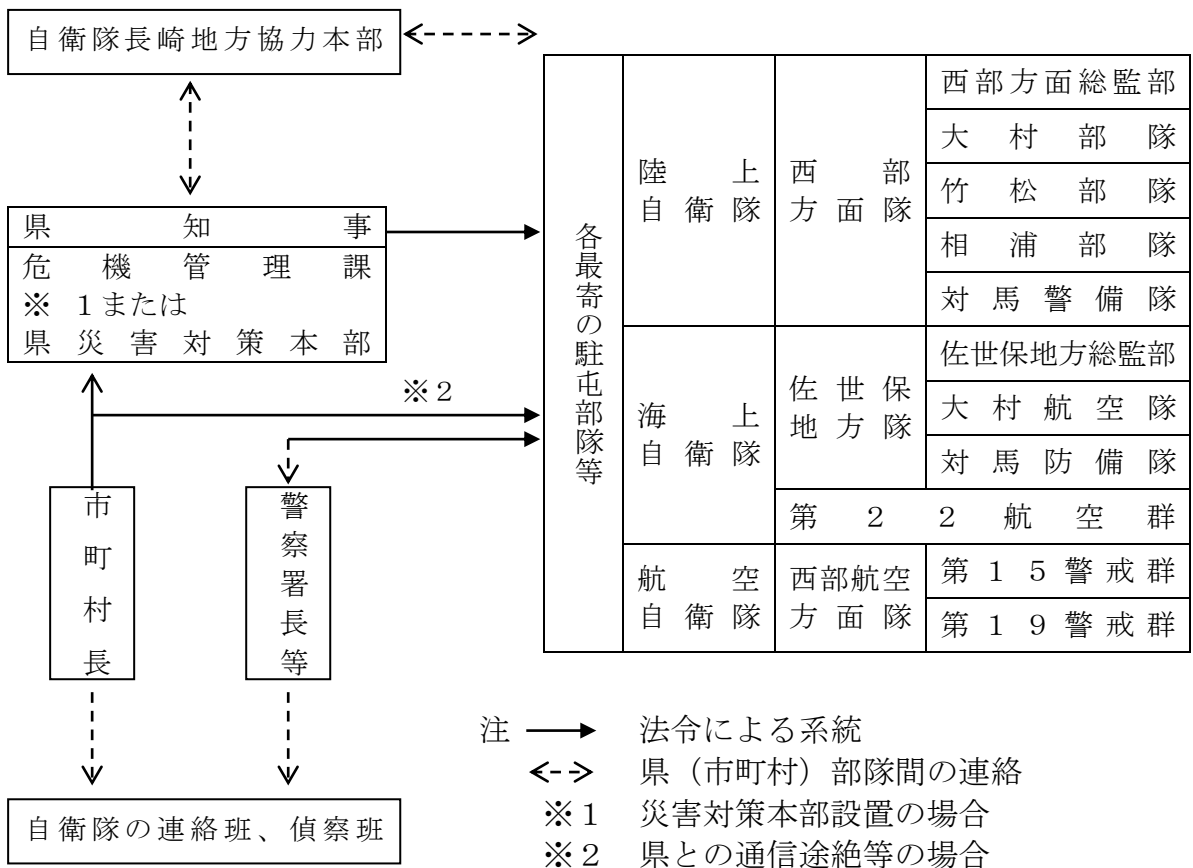 自衛隊長崎地方協力本部
県知事
危機管理課
※1または
県災害対策本部
※2
市町村長
警察署長等
自衛隊の連絡班、偵察班
各最寄の駐屯部隊等
陸上
自衛隊
西部
方面隊
西部方面総監部
大村部隊
竹松部隊
相浦部隊
対馬警備隊
海上
自衛隊
佐世保
地方隊
佐世保地方総監部
大村航空隊
対馬防備隊
第22航空群
航空
自衛隊
西部航空
方面隊
第15警戒群
第19警戒群
注 法令による系統
県（市町村）部隊間の連絡
※1 災害対策本部設置の場合
※2 県との通信途絶等の場合